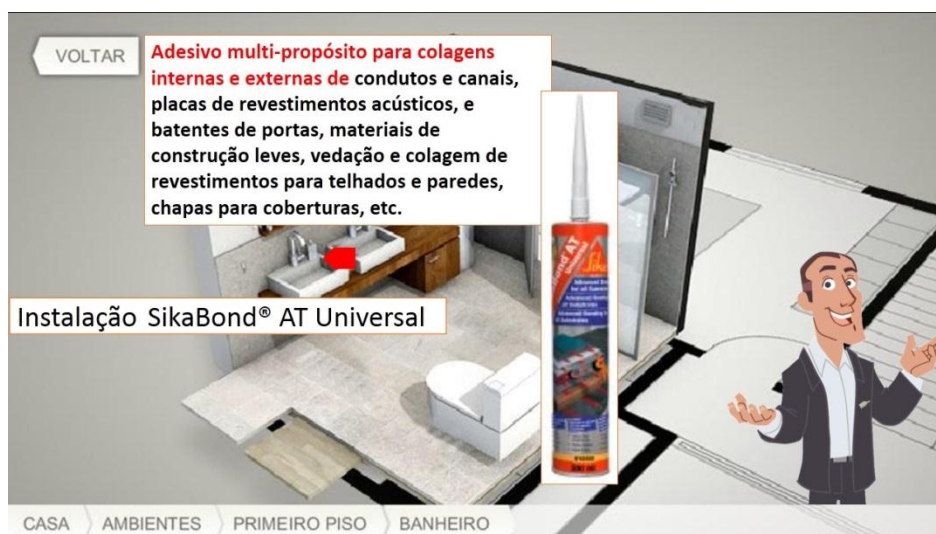 VOLTAR
Adesivo multi-propósito para colagens
internas e externas de condutos e canais,
placas de revestimentos acústicos, e
batentes de portas, materiais de
construção leves, vedação e colagem de
revestimentos para telhados e paredes,
chapas para coberturas, etc.
Instalação SikaBond® AT Universal
CASA AMBIENTES PRIMEIRO PISO BANHEIRO